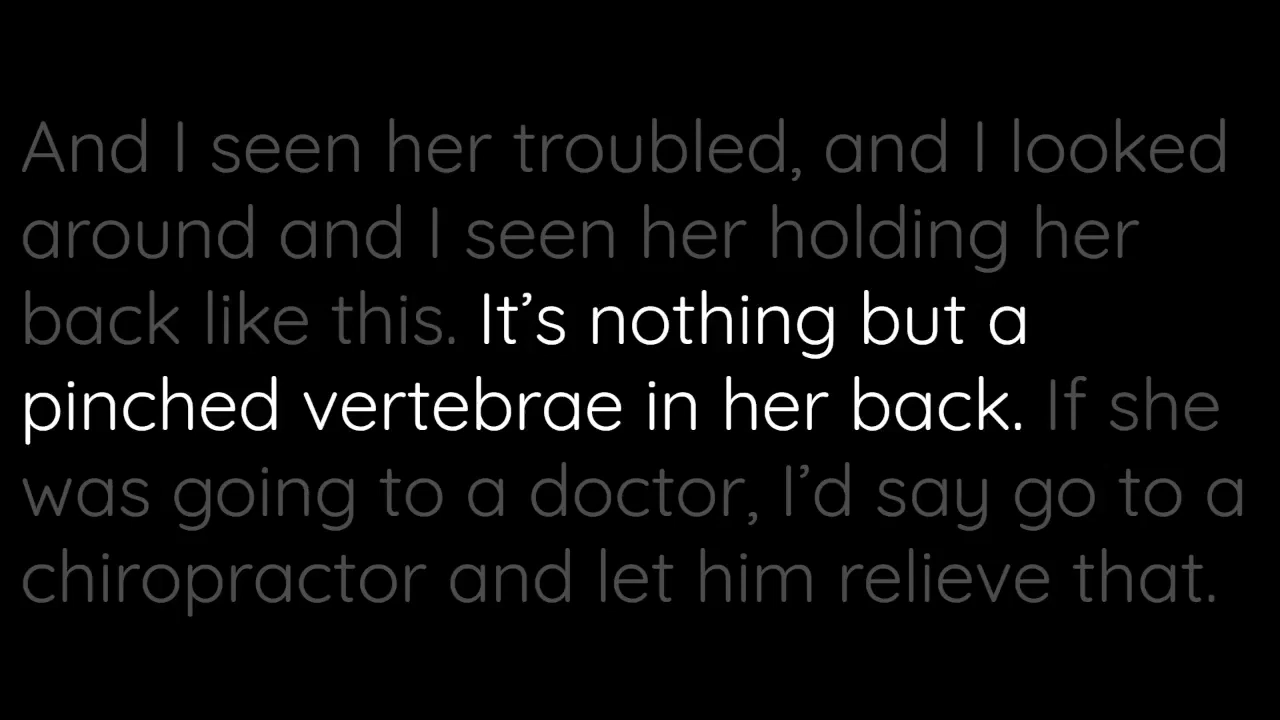 And I seen her troubled, and I looked
around and I seen her holding her
back like this. It’s nothing but a
pinched vertebrae in her back. If she
was going to a doctor, I’d say go to a
chiropractor and let him relieve that.